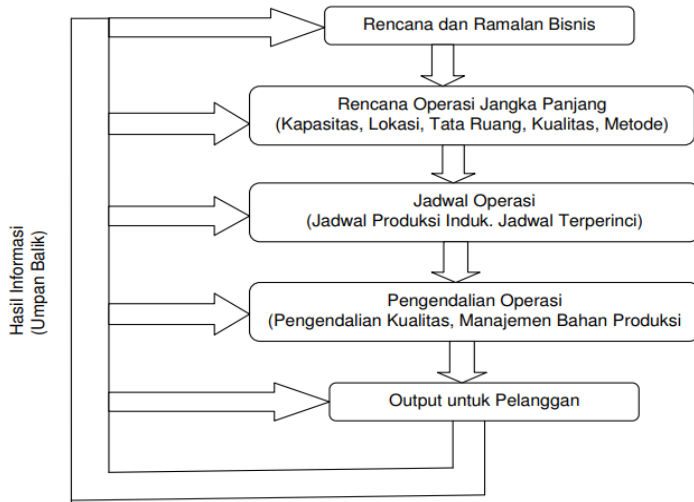 Rencana dan Ramalan Bisnis
Rencana Operasi Jangka Panjang
(Kapasitas, Lokasi, Tata Ruang, Kualitas, Metode)
Jadwal Operasi
(Jadwal Produksi Induk. Jadwal Terperinci)
Pengendalian Operasi
(Pengendalian Kualitas, Manajemen Bahan Produksi
Output untuk Pelanggan
Hasil Informasi
(Umpan Balik)